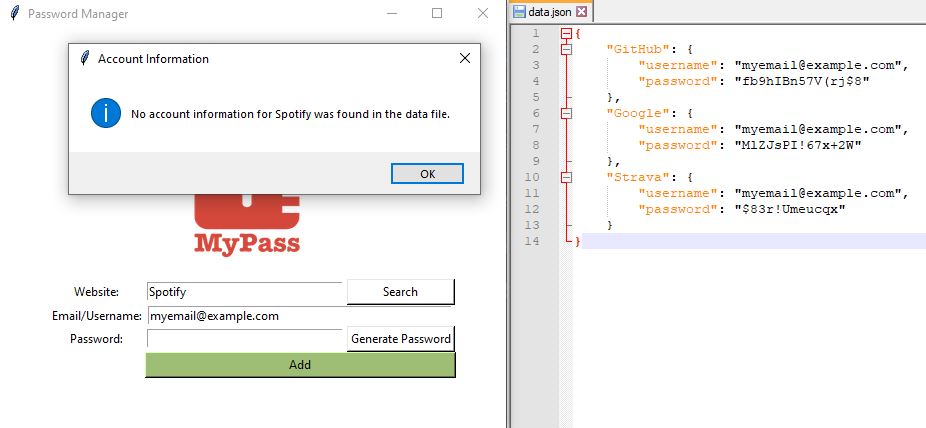 Password Manager
Account Information
No account information for Spotify was found in the data file.
OK
MyPass
Website:
Spotify
Search
Email/Username:
myemail@example.com
Password:
Generate Password
Add
data.json
1 {
2 "GitHub": {
3 "username": "myemail@example.com",
4 "password": "fb9hIBn57V(rj$8"
5 },
6 "Google": {
7 "username": "myemail@example.com",
8 "password": "MlZJsPI!67x+2W"
9 },
10 "Strava": {
11 "username": "myemail@example.com",
12 "password": "$83r!Umeucqx"
13 }
14 }